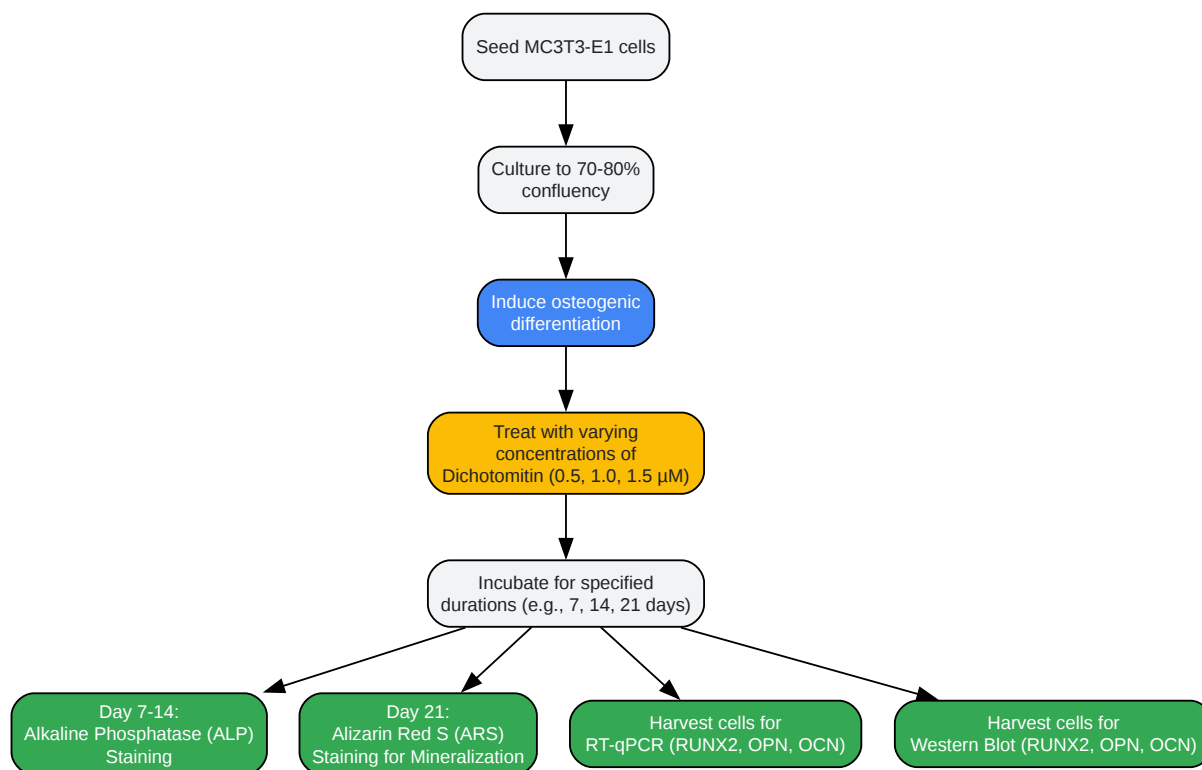 Seed MC3T3-E1 cells
Culture to 70-80%
confluency
Induce osteogenic
differentiation
Treat with varying
concentrations of
Dichotomitin (0.5, 1.0, 1.5 µM)
Incubate for specified
durations (e.g., 7, 14, 21 days)
Day 7-14:
Alkaline Phosphatase (ALP)
Staining
Day 21:
Alizarin Red S (ARS)
Staining for Mineralization
Harvest cells for
RT-qPCR (RUNX2, OPN, OCN)
Harvest cells for
Western Blot (RUNX2, OPN, OCN)